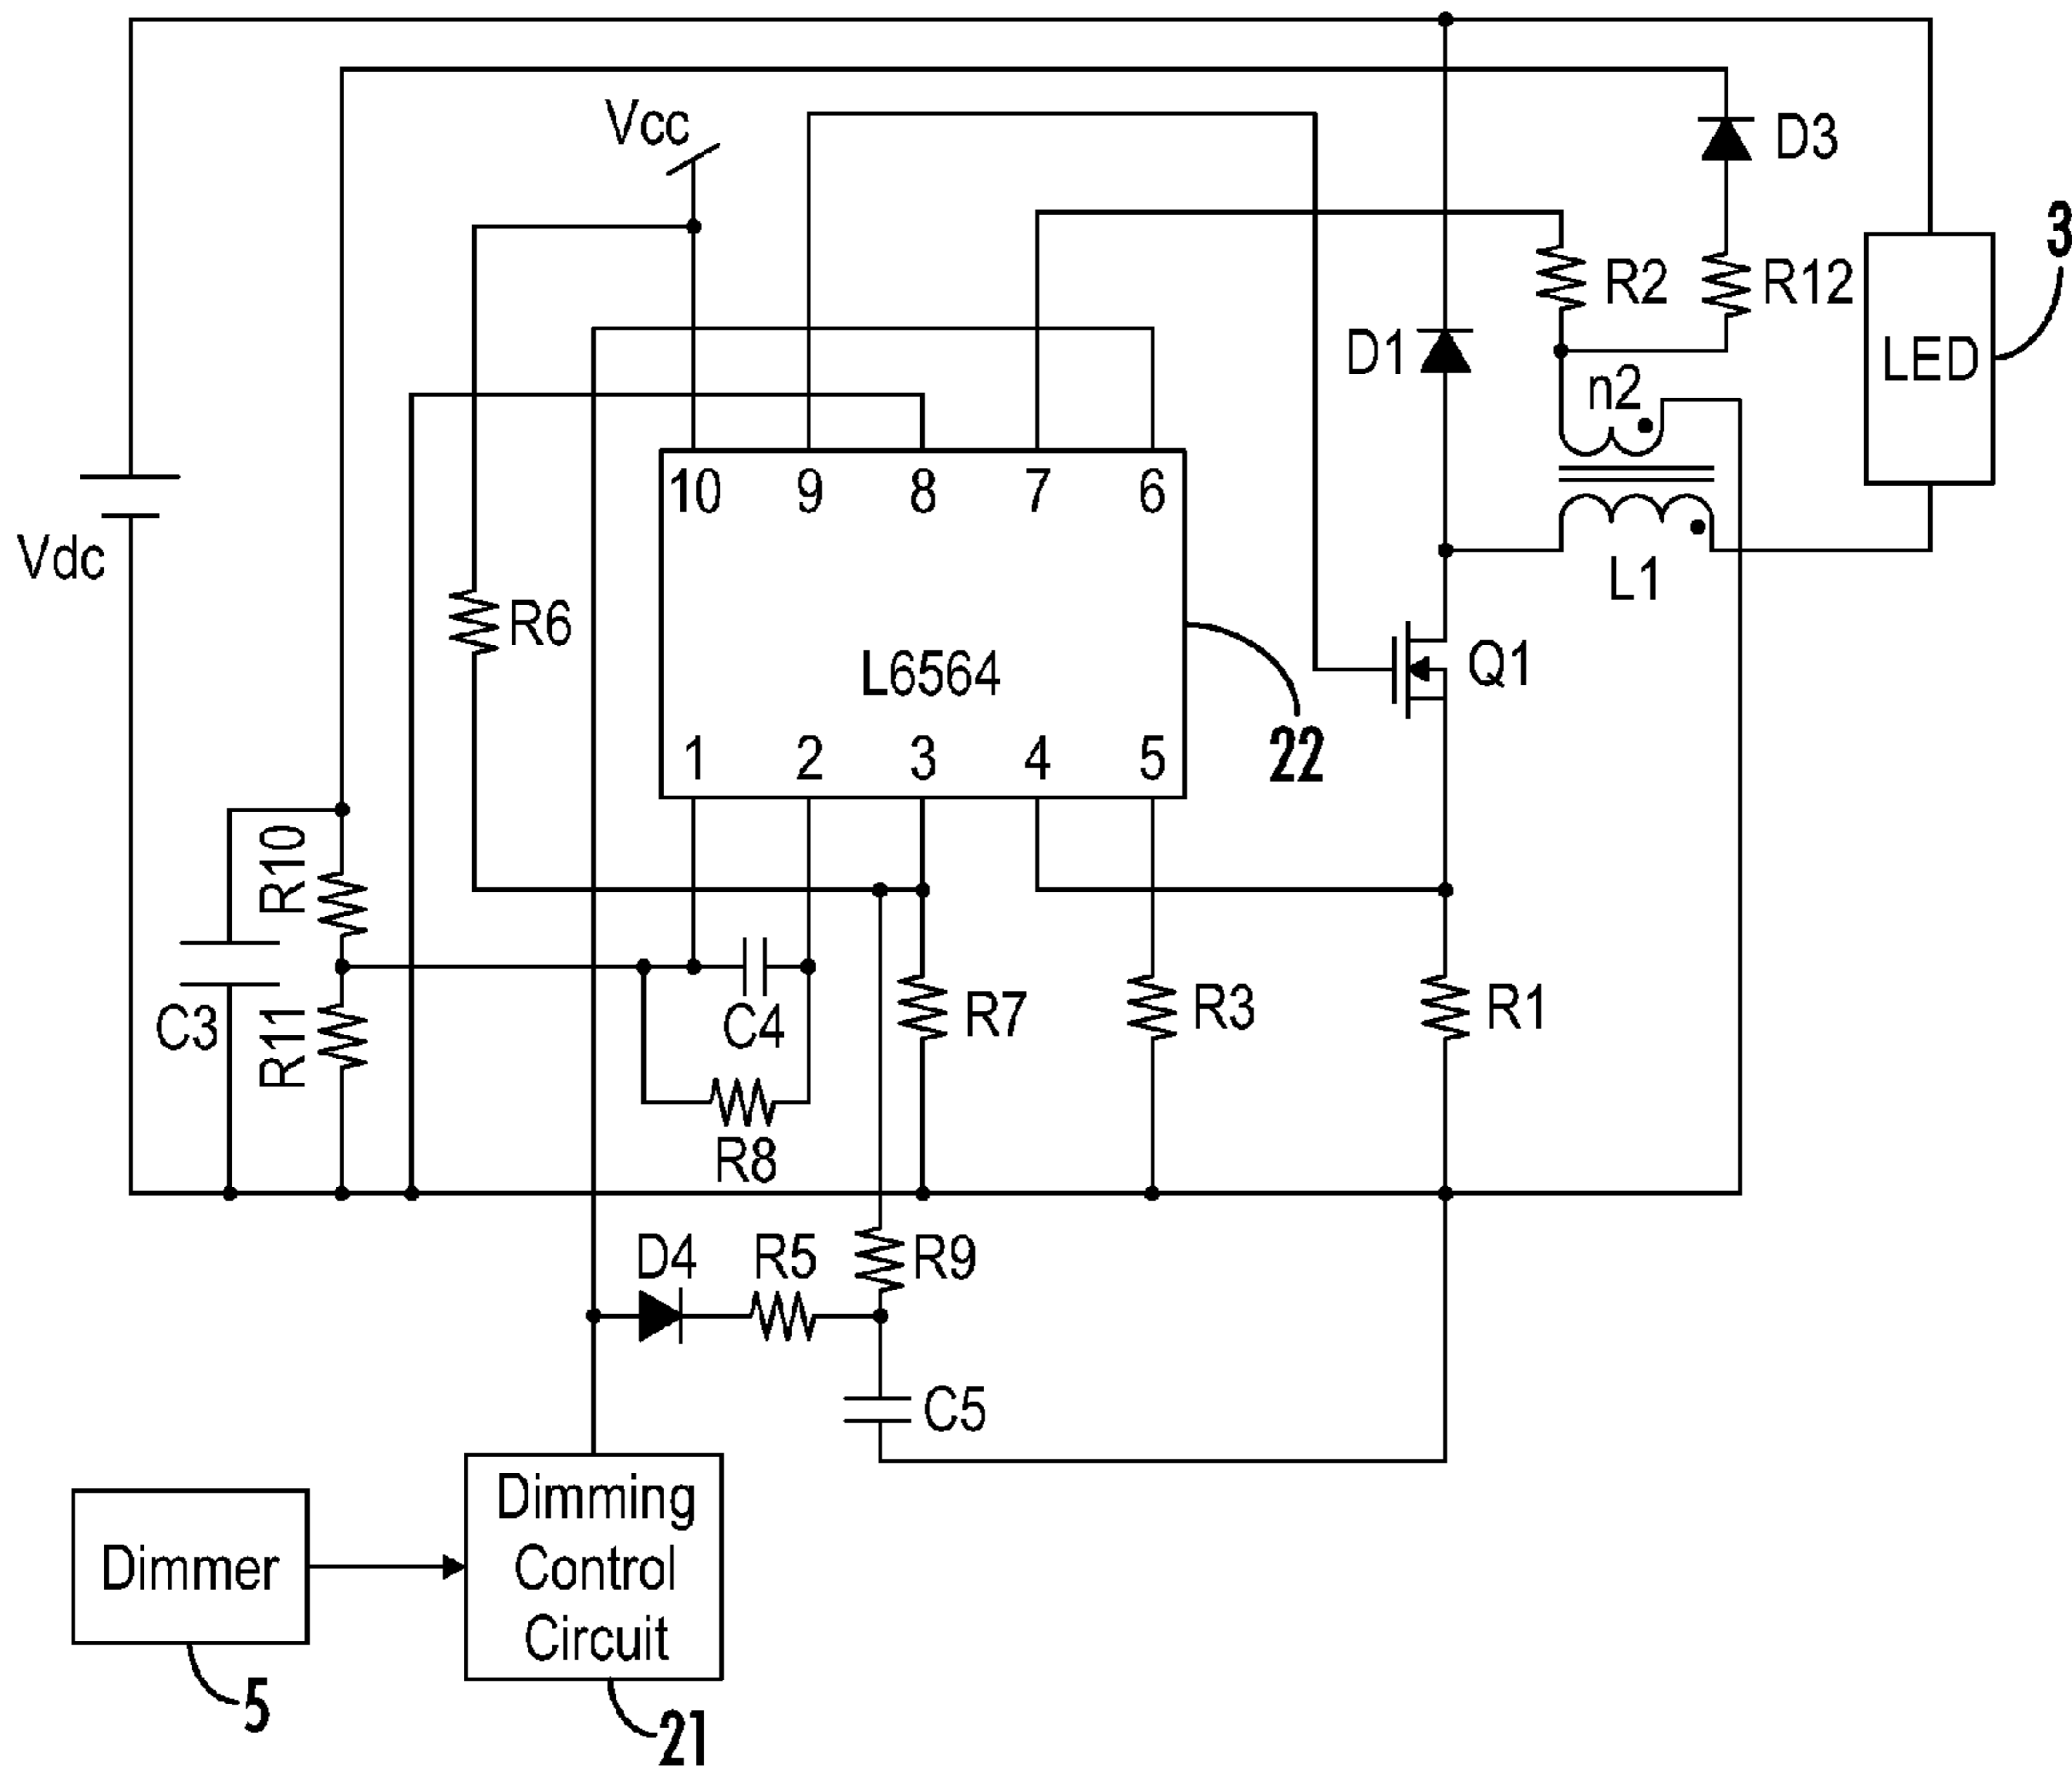 Vcc
D3
3
R2
R12
D1
LED
n2
10 9 8 7 6
Vdc
L1
R6
L6564
Q1
22
1 2 3 4 5
R10
C3
R11
C4
R7
R3
R1
R8
D4
R5
R9
C5
Dimmer
Dimming
Control
Circuit
5
21